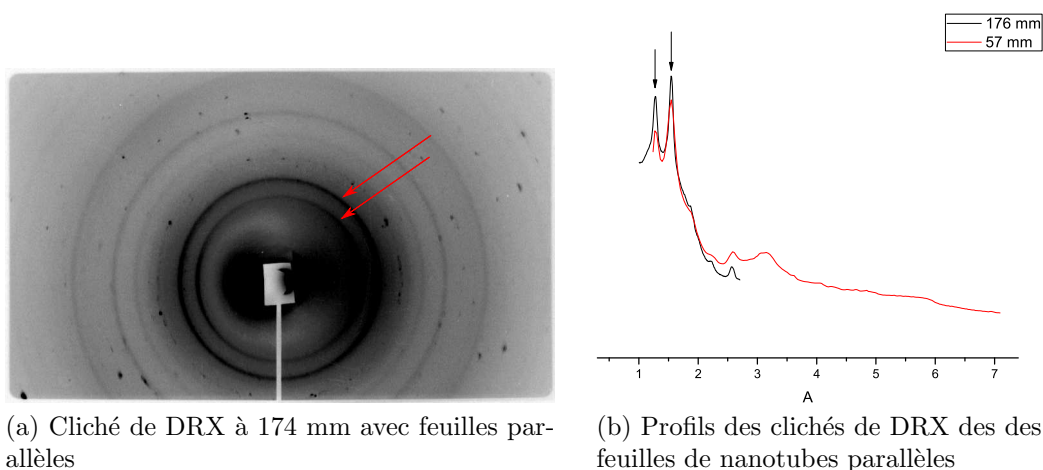 176 mm
57 mm
1 2 3 4 5 6 7
A
(a) Cliché de DRX à 174 mm avec feuilles par-
allèles
(b) Profils des clichés de DRX des des
feuilles de nanotubes parallèles